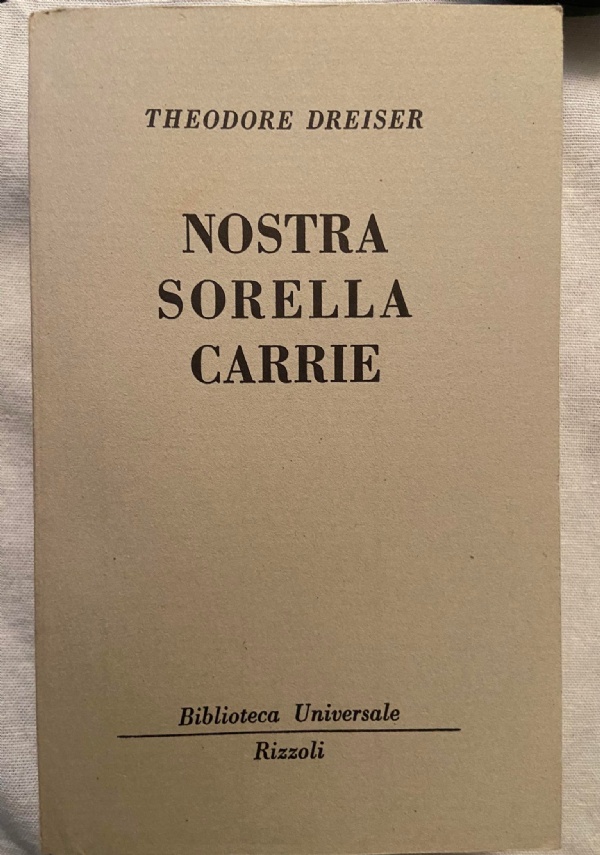 THEODORE DREISER
NOSTRA
SORELLA
CARRIE
Biblioteca Universale
Rizzoli